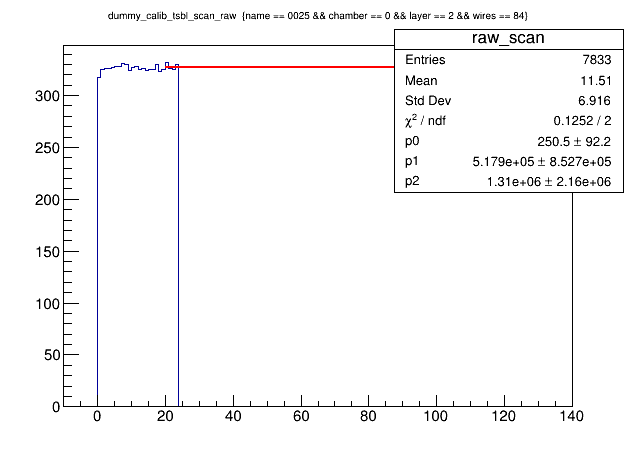 dummy_calib_tsbl_scan_raw {name == 0025 && chamber == 0 && layer == 2 && wires == 84}
raw_scan
Entries 7833
Mean 11.51
Std Dev 6.916
χ² / ndf 0.1252 / 2
p0 250.5 ± 92.2
p1 5.179e+05 ± 8.527e+05
p2 1.31e+06 ± 2.16e+06
300
250
200
150
100
50
0
0 20 40 60 80 100 120 140